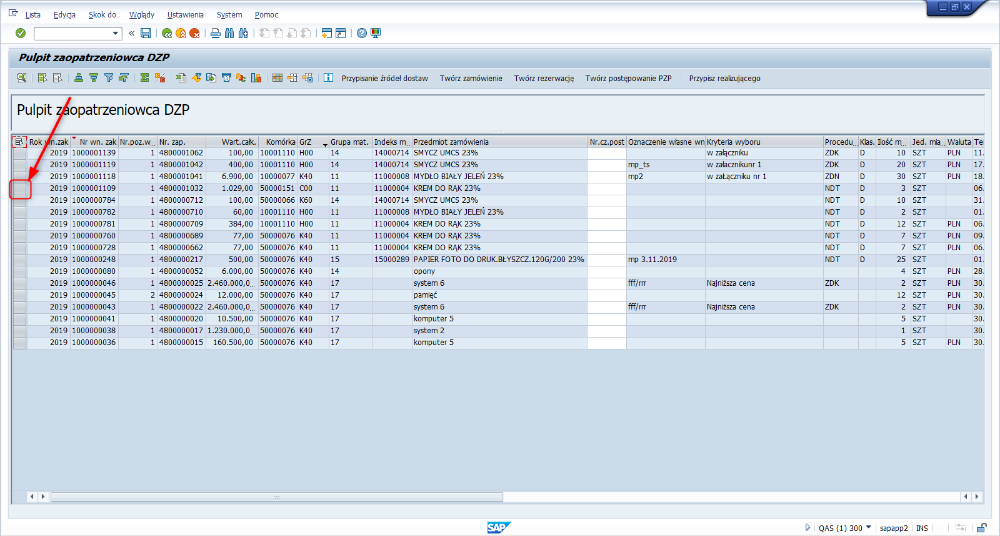 Lista Edycja Skok do Wglądy Ustawienia System Pomoc
Pulpit zaopatrzeniowca DZP
Przypisanie źródeł dostaw Twórz zamówienie Twórz rezerwację Twórz postępowanie PZP Przypisz realizującego
Pulpit zaopatrzeniowca DZP
Rok wn.zak Nr wn. zak Nr.poz.w... Nr. zap. Wart.całk. Komórka GrZ Grupa mat. Indeks m... Przedmiot zamówienia Nr.cz.post Oznaczenie własne wn Kryteria wyboru Procedu... Klas. Ilość m... Jed. mia... Waluta Te
2019 1000001139 1 4800001062 100,00 10001110 H00 14 14000714 SMYCZ UMCS 23% w załączniku ZDK D 10 SZT PLN 11.
2019 1000001119 1 4800001042 400,00 10001110 H00 14 14000714 SMYCZ UMCS 23% mp_ts w załacznikunr 1 ZDK D 20 SZT PLN 17.
2019 1000001118 1 4800001041 6.900,00 10000077 K40 11 11000008 MYDŁO BIAŁY JELEŃ 23% mp2 w załączniku nr 1 ZDN D 30 SZT PLN 18.
2019 1000001109 1 4800001032 1.029,00 50000151 C00 11 11000004 KREM DO RĄK 23% NDT D 3 SZT 06.
2019 1000000784 1 4800000712 100,00 50000066 K60 14 14000714 SMYCZ UMCS 23% NDT D 10 SZT 31.
2019 1000000782 1 4800000710 60,00 10001110 H00 11 11000008 MYDŁO BIAŁY JELEŃ 23% NDT D 2 SZT 01.
2019 1000000781 1 4800000709 384,00 10001110 H00 11 11000004 KREM DO RĄK 23% NDT D 12 SZT PLN 06.
2019 1000000760 1 4800000689 77,00 50000076 K40 11 11000004 KREM DO RĄK 23% NDT D 7 SZT PLN 09.
2019 1000000728 1 4800000662 77,00 50000076 K40 11 11000004 KREM DO RĄK 23% NDT D 7 SZT PLN 06.
2019 1000000248 1 4800000217 500,00 50000076 K40 15 15000289 PAPIER FOTO DO DRUK.BŁYSZCZ.120G/200 23% mp 3.11.2019 NDT D 25 SZT 01.
2019 1000000080 1 4800000052 6.000,00 50000076 K40 14 opony 4 SZT PLN 28.
2019 1000000046 1 4800000025 2.460.000,0... 50000076 K40 17 system 6 fff/rrr Najniższa cena ZDK 2 SZT PLN 30.
2019 1000000045 2 4800000024 12.000,00 50000076 K40 17 pamięć 12 SZT PLN 30.
2019 1000000043 1 4800000022 2.460.000,0... 50000076 K40 17 system 6 fff/rrr Najniższa cena ZDK 2 SZT PLN 30.
2019 1000000041 1 4800000020 10.500,00 50000076 K40 17 komputer 5 5 SZT 30.
2019 1000000038 1 4800000017 1.230.000,0... 50000076 K40 17 system 2 1 SZT 30.
2019 1000000036 1 4800000015 160.500,00 50000076 K40 17 komputer 5 5 SZT PLN 30.
SAP QAS (1) 300 sapapp2 INS